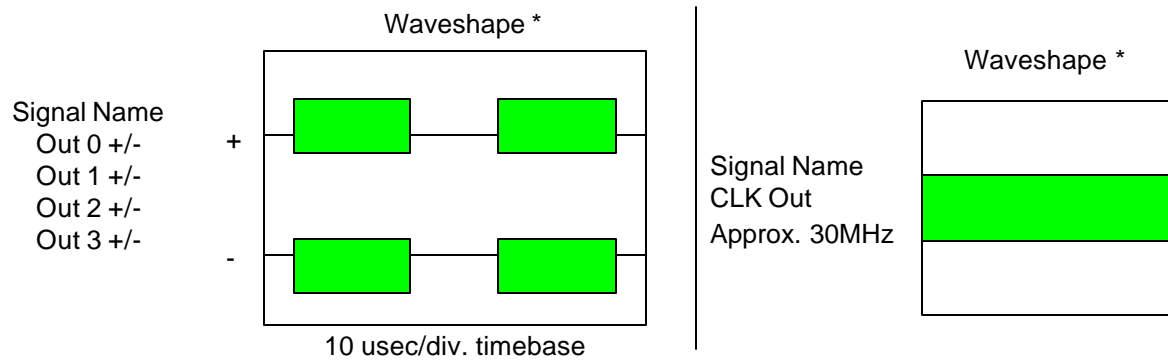 Waveshape *
Signal Name
Out 0 +/-
Out 1 +/-
Out 2 +/-
Out 3 +/-
+
-
10 usec/div. timebase
Waveshape *
Signal Name
CLK Out
Approx. 30MHz